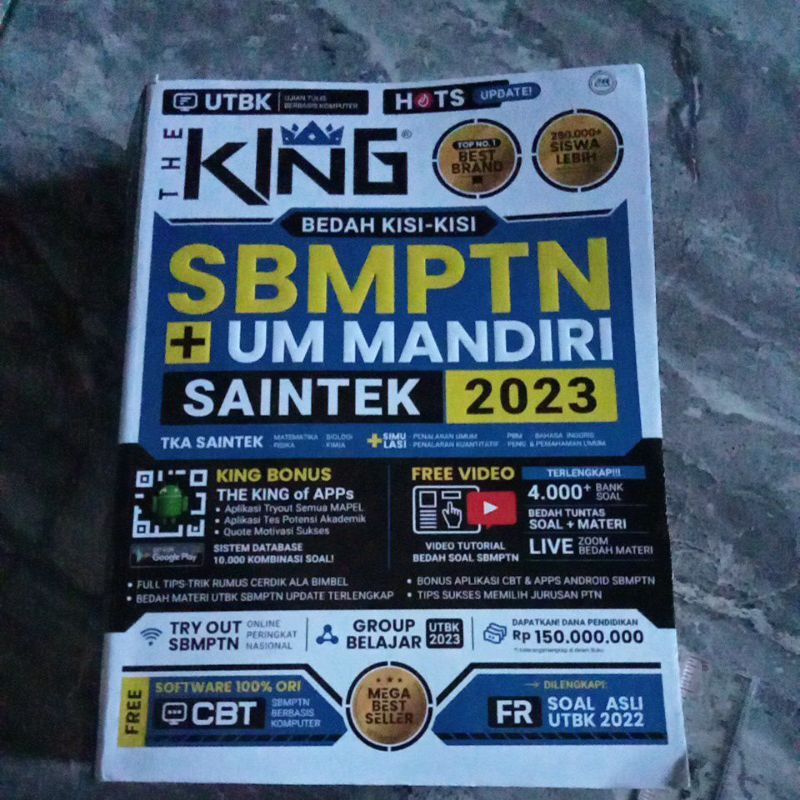 UTBK UJIAN TULIS BERBASIS KOMPUTER
HOTS UPDATE!
THE KING®
TOP NO. 1 BEST BRAND
280.000+ SISWA LEBIH
BEDAH KISI-KISI
SBMPTN
+ UM MANDIRI
SAINTEK 2023
TKA SAINTEK MATEMATIKA BIOLOGI FISIKA KIMIA
+ SIMULASI PENALARAN UMUM PBM BAHASA INGGRIS PENALARAN KUANTITATIF PENG & PEMAHAMAN UMUM
KING BONUS
THE KING of APPs
• Aplikasi Tryout Semua MAPEL
• Aplikasi Tes Potensi Akademik
• Quote Motivasi Sukses
Google Play
SISTEM DATABASE
10.000 KOMBINASI SOAL!
FREE VIDEO
VIDEO TUTORIAL
BEDAH SOAL SBMPTN
TERLENGKAP!!!
4.000+ BANK SOAL
BEDAH TUNTAS
SOAL + MATERI
LIVE ZOOM BEDAH MATERI
• FULL TIPS-TRIK RUMUS CERDIK ALA BIMBEL
• BEDAH MATERI UTBK SBMPTN UPDATE TERLENGKAP
• BONUS APLIKASI CBT & APPS ANDROID SBMPTN
• TIPS SUKSES MEMILIH JURUSAN PTN
TRY OUT SBMPTN ONLINE PERINGKAT NASIONAL
GROUP BELAJAR UTBK 2023
DAPATKAN! DANA PENDIDIKAN
Rp 150.000.000
FREE
SOFTWARE 100% ORI
CBT SBMPTN BERBASIS KOMPUTER
MEGA BEST SELLER
→ DILENGKAPI:
FR SOAL ASLI UTBK 2022